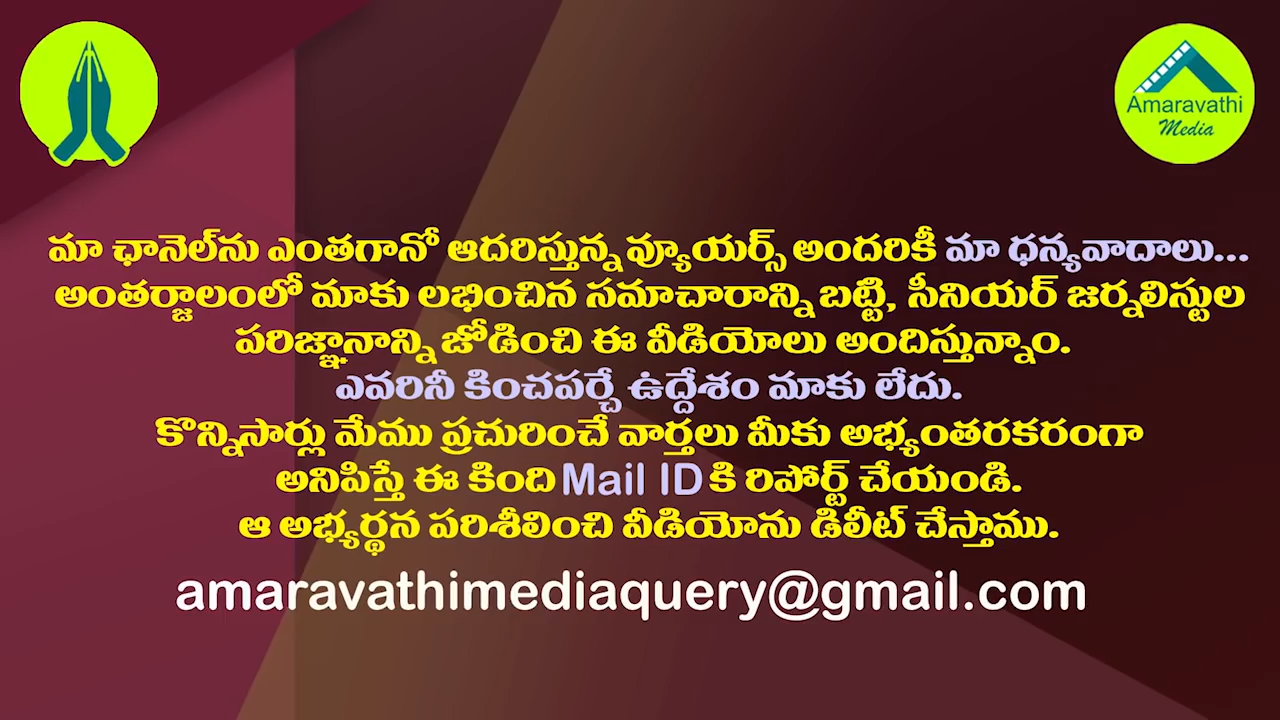 Amaravathi
Media
మా ఛానెల్‌ను ఎంతగానో ఆదరిస్తున్న వ్యూయర్స్ అందరికీ మా ధన్యవాదాలు...
అంతర్జాలంలో మాకు లభించిన సమాచారాన్ని బట్టి, సీనియర్ జర్నలిస్టుల
పరిజ్ఞానాన్ని జోడించి ఈ వీడియోలు అందిస్తున్నాం.
ఎవరినీ కించపర్చే ఉద్దేశం మాకు లేదు.
కొన్నిసార్లు మేము ప్రచురించే వార్తలు మీకు అభ్యంతరకరంగా
అనిపిస్తే ఈ కింది Mail ID కి రిపోర్ట్ చేయండి.
ఆ అభ్యర్థన పరిశీలించి వీడియోను డిలీట్ చేస్తాము.
amaravathimediaquery@gmail.com